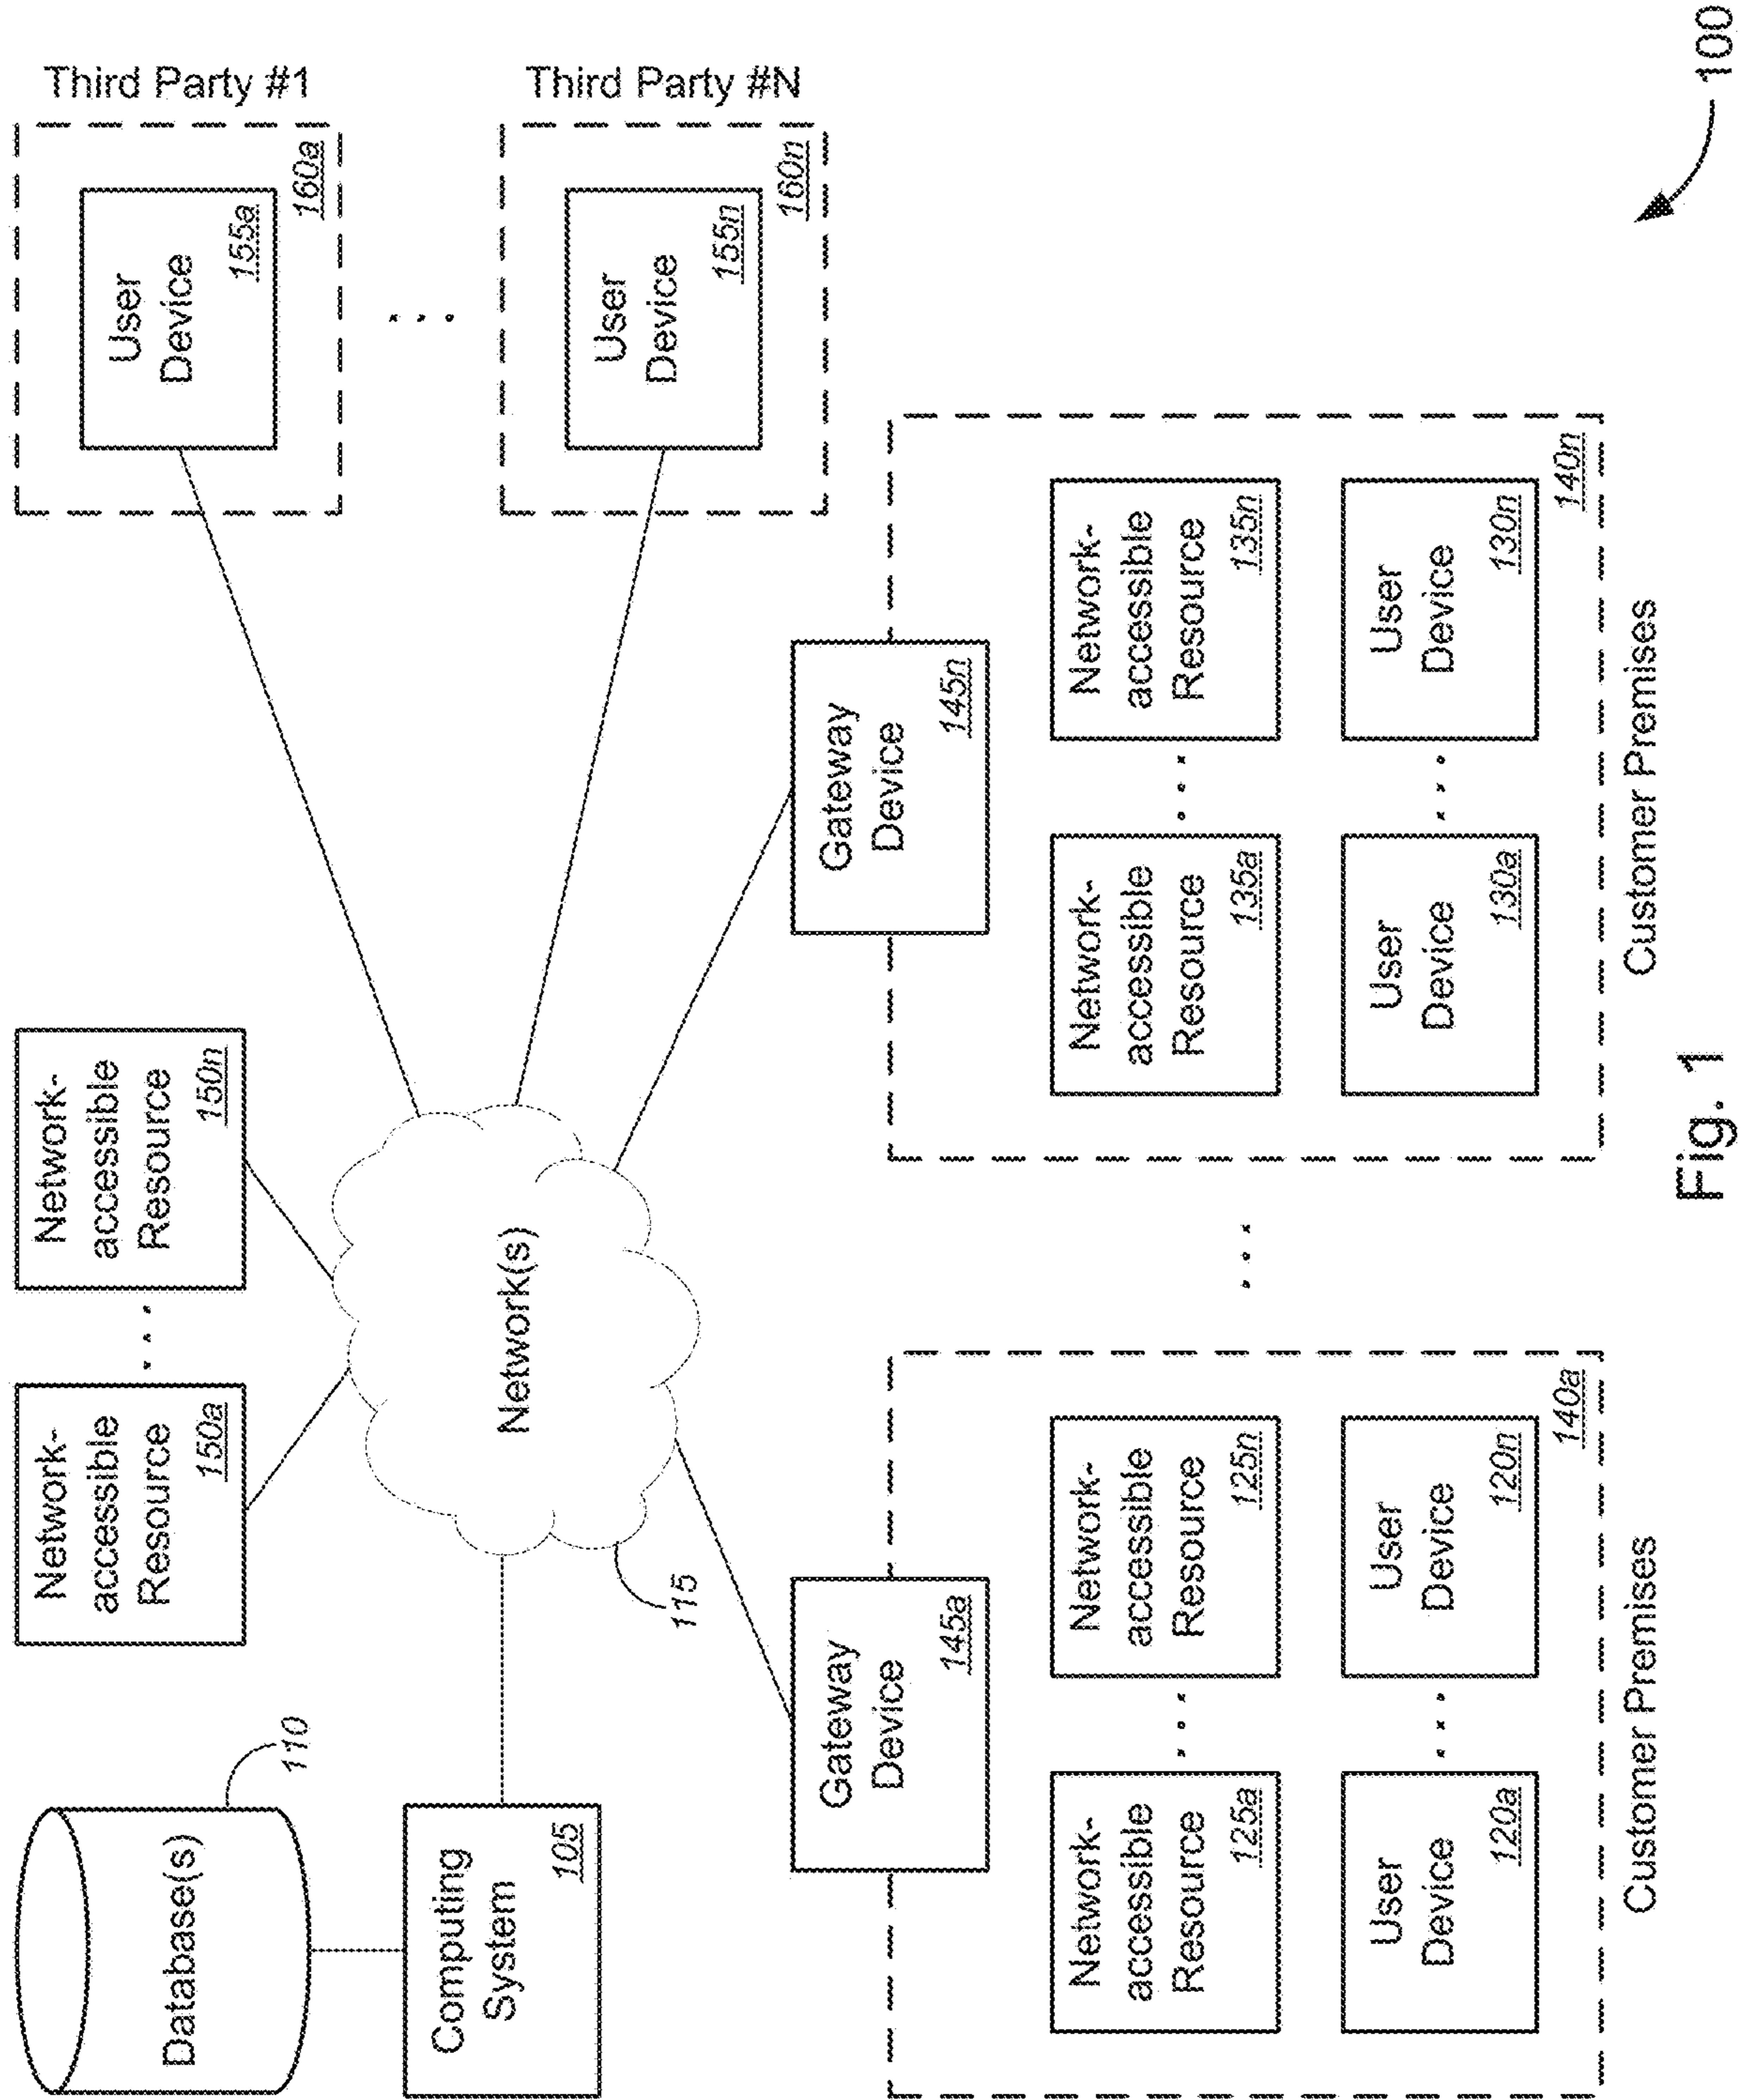 Database(s)
110
Computing
System
105
Network-
accessible
Resource
150a
. . .
Network-
accessible
Resource
150n
Network(s)
115
Third Party #1
User
Device
155a
160a
. . .
Third Party #N
User
Device
155n
160n
Gateway
Device
145a
Network-
accessible
Resource
125a
. . .
Network-
accessible
Resource
125n
User
Device
120a
. . .
User
Device
120n
140a
Customer Premises
. . .
Gateway
Device
145n
Network-
accessible
Resource
135a
. . .
Network-
accessible
Resource
135n
User
Device
130a
. . .
User
Device
130n
140n
Customer Premises
100
Fig. 1